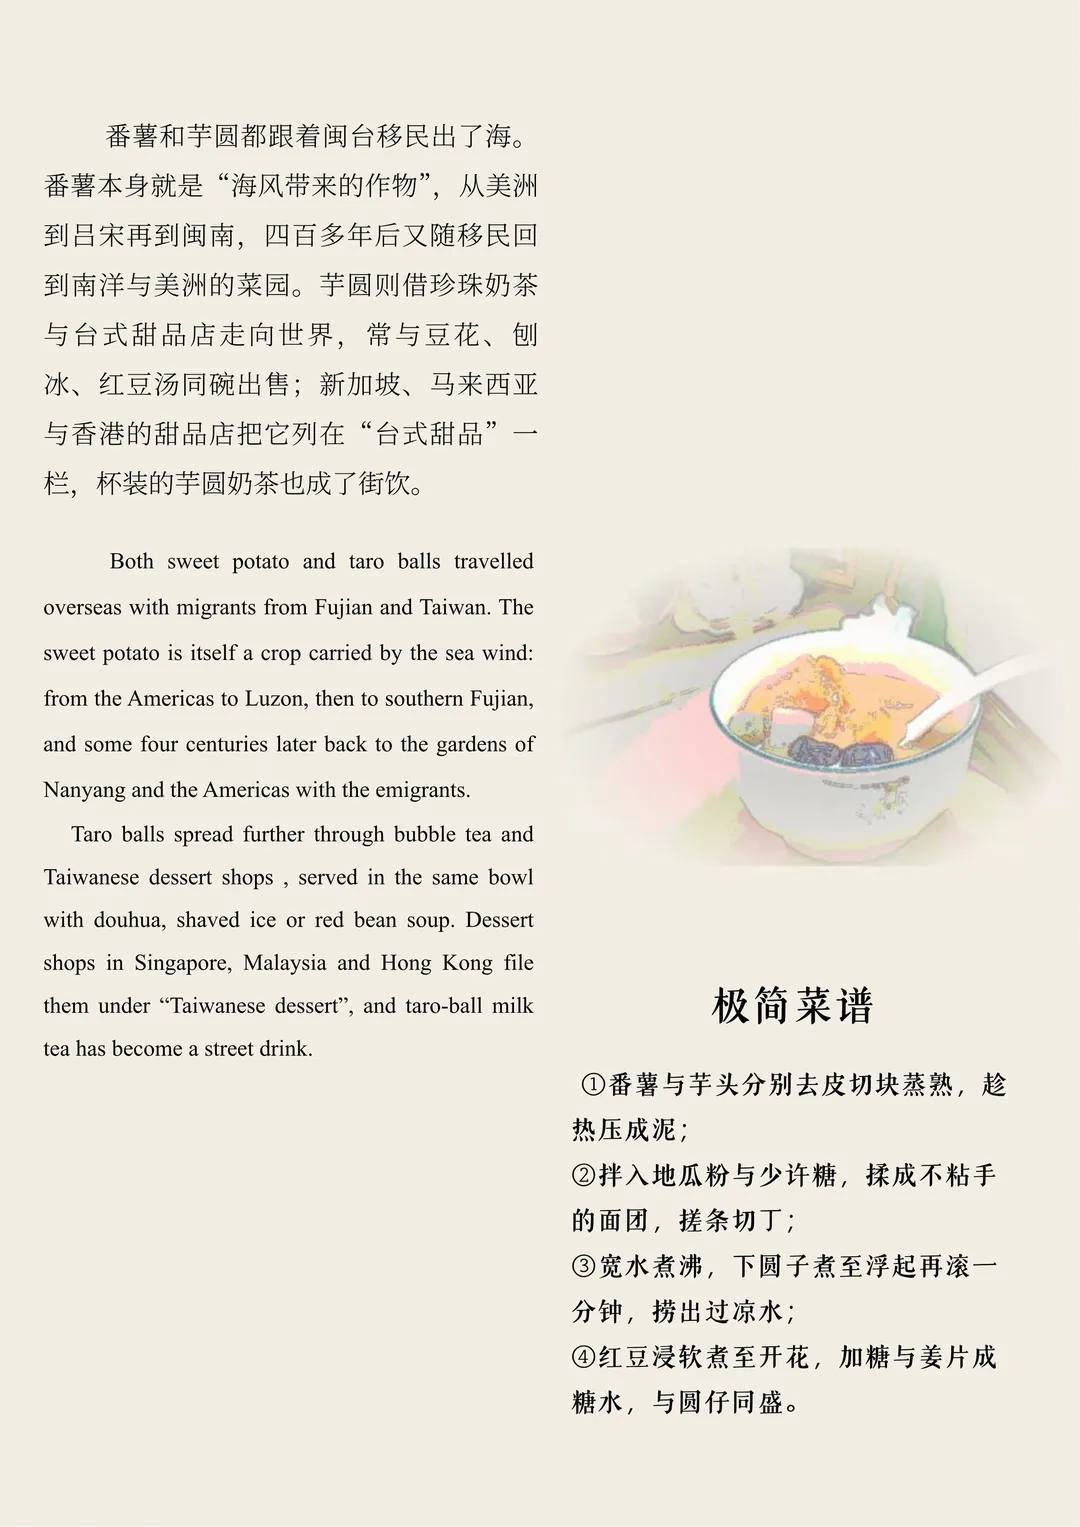 番薯和芋圆都跟着闽台移民出了海。
番薯本身就是“海风带来的作物”，从美洲
到吕宋再到闽南，四百多年后又随移民回
到南洋与美洲的菜园。芋圆则借珍珠奶茶
与台式甜品店走向世界，常与豆花、刨
冰、红豆汤同碗出售；新加坡、马来西亚
与香港的甜品店把它列在“台式甜品”一
栏，杯装的芋圆奶茶也成了街饮。
Both sweet potato and taro balls travelled
overseas with migrants from Fujian and Taiwan. The
sweet potato is itself a crop carried by the sea wind:
from the Americas to Luzon, then to southern Fujian,
and some four centuries later back to the gardens of
Nanyang and the Americas with the emigrants.
Taro balls spread further through bubble tea and
Taiwanese dessert shops , served in the same bowl
with douhua, shaved ice or red bean soup. Dessert
shops in Singapore, Malaysia and Hong Kong file
them under “Taiwanese dessert”, and taro-ball milk
tea has become a street drink.
极简菜谱
①番薯与芋头分别去皮切块蒸熟，趁
热压成泥；
②拌入地瓜粉与少许糖，揉成不粘手
的面团，搓条切丁；
③宽水煮沸，下圆子煮至浮起再滚一
分钟，捞出过凉水；
④红豆浸软煮至开花，加糖与姜片成
糖水，与圆仔同盛。